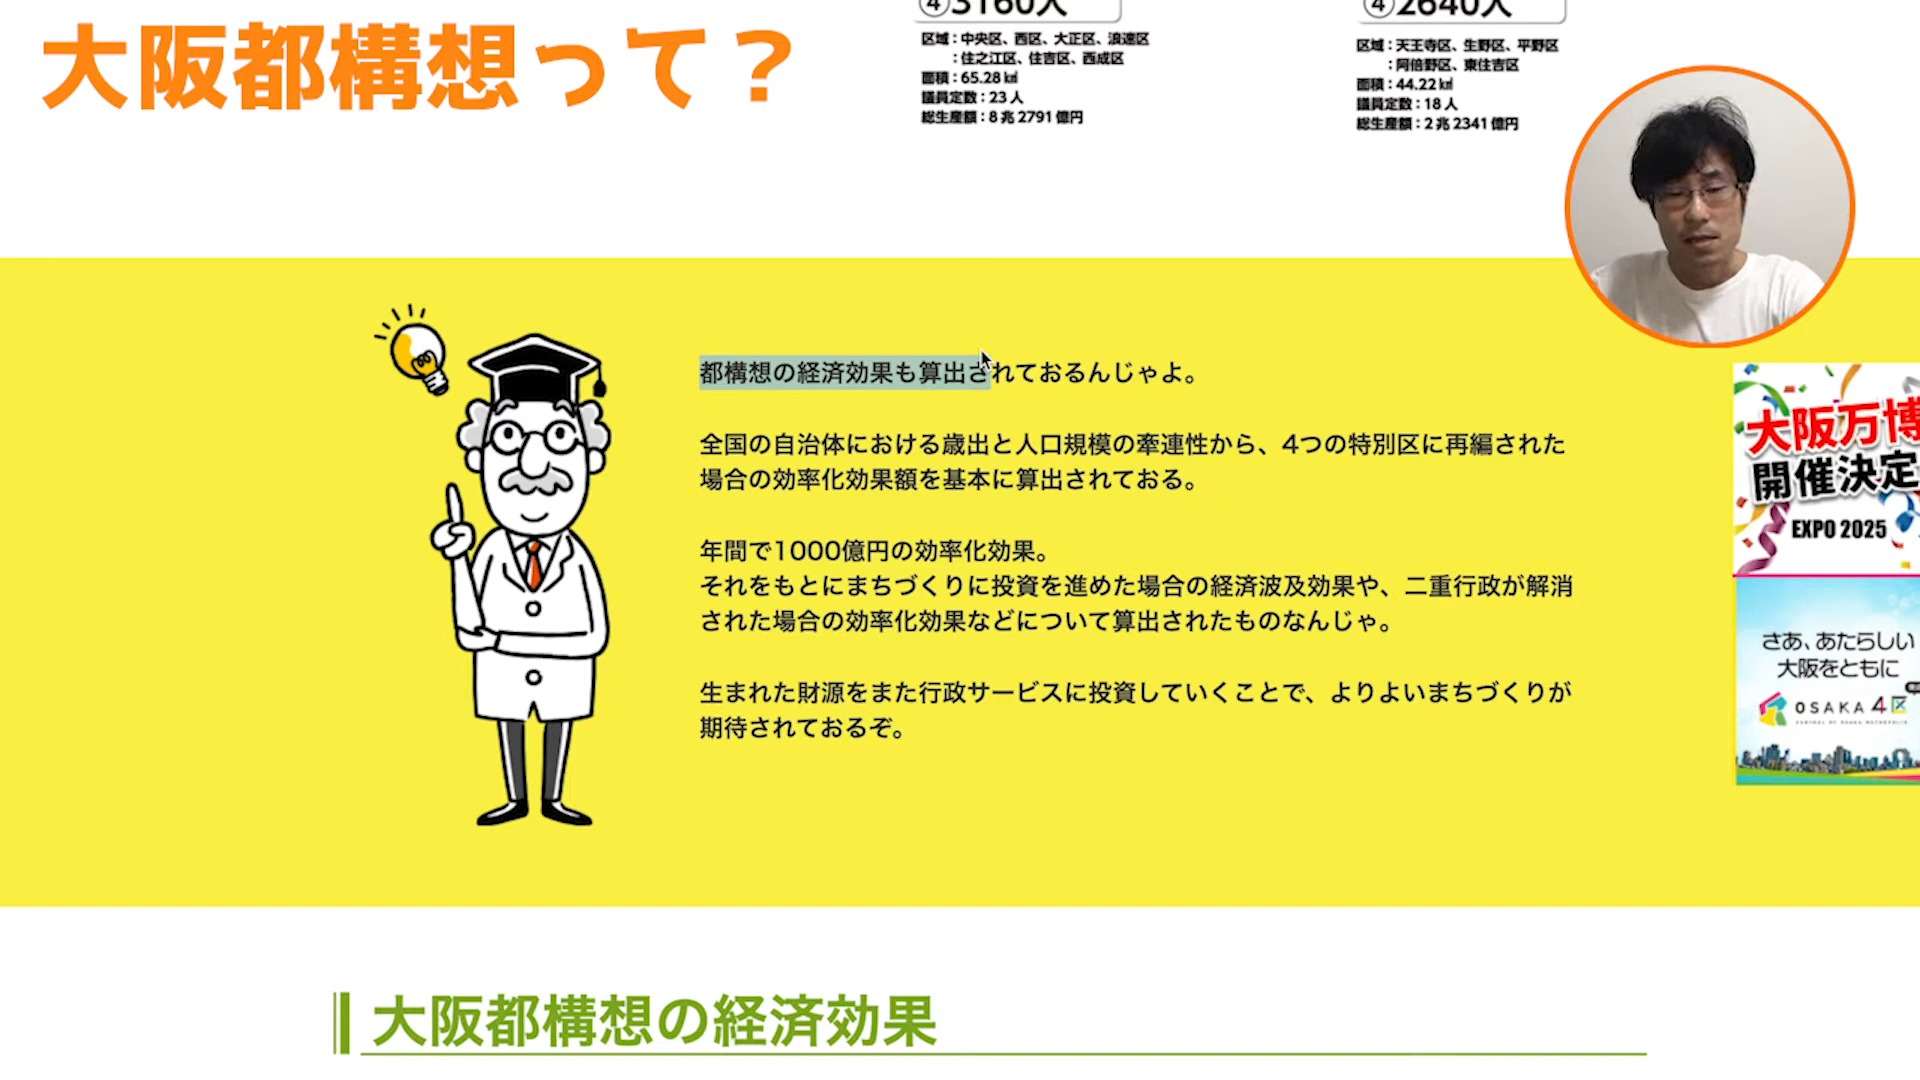 大阪都構想って？
④3160人
区域：中央区、西区、大正区、浪速区
：住之江区、住吉区、西成区
面積：65.28㎢
議員定数：23人
総生産額：8兆2791億円
④2640人
区域：天王寺区、生野区、平野区
：阿倍野区、東住吉区
面積：44.22㎢
議員定数：18人
総生産額：2兆2341億円
都構想の経済効果も算出されておるんじゃよ。
全国の自治体における歳出と人口規模の牽連性から、4つの特別区に再編された
場合の効率化効果額を基本に算出されておる。
年間で1000億円の効率化効果。
それをもとにまちづくりに投資を進めた場合の経済波及効果や、二重行政が解消
された場合の効率化効果などについて算出されたものなんじゃ。
生まれた財源をまた行政サービスに投資していくことで、よりよいまちづくりが
期待されておるぞ。
大阪万博
開催決定
EXPO 2025
さあ、あたらしい
大阪をともに
OSAKA 4区
大阪都構想の経済効果